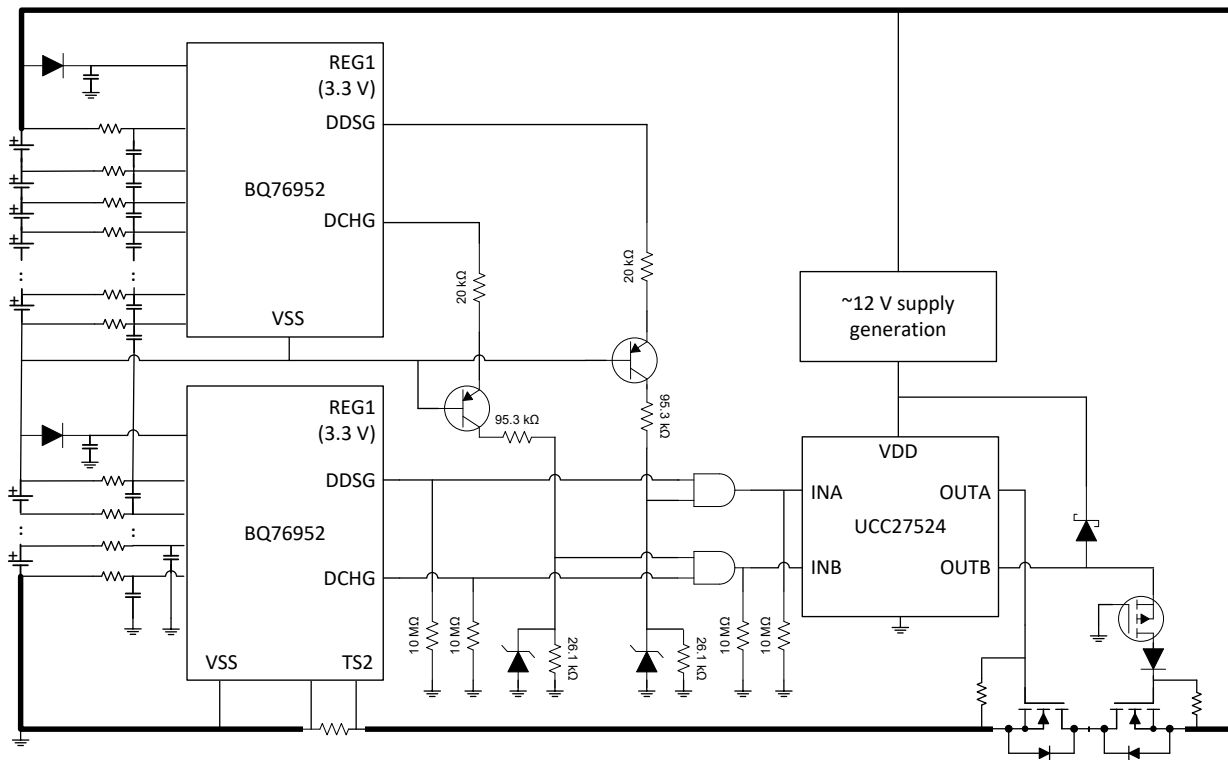 REG1
(3.3 V)
DDSG
BQ76952
DCHG
VSS
20 kΩ
20 kΩ
~12 V supply
generation
95.3 kΩ
95.3 kΩ
REG1
(3.3 V)
DDSG
BQ76952
DCHG
VSS
TS2
10 MΩ
10 MΩ
26.1 kΩ
26.1 kΩ
10 MΩ
10 MΩ
VDD
INA
OUTA
UCC27524
INB
OUTB
+
+
+
+
+
+
+
:
:
:
: